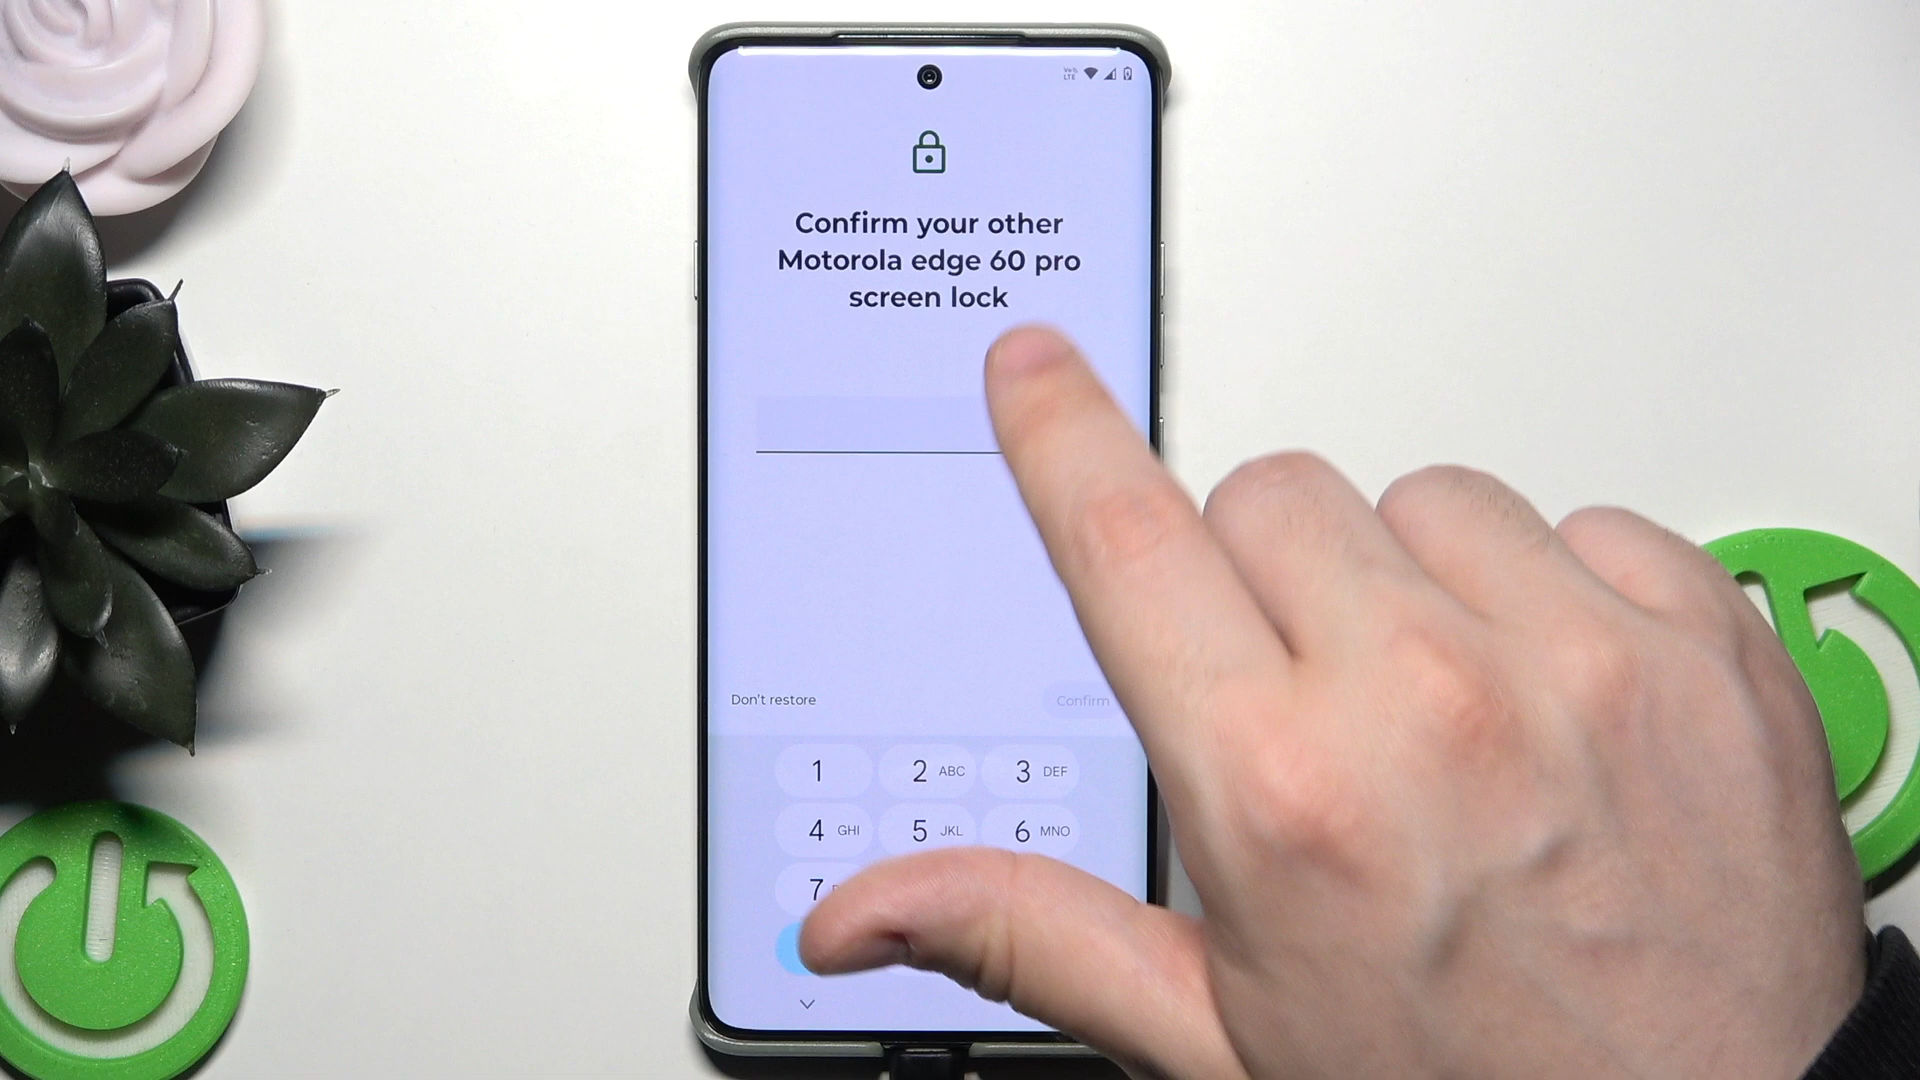 VoLTE
Confirm your other
Motorola edge 60 pro
screen lock
Don't restore
Confirm
1
2 ABC
3 DEF
4 GHI
5 JKL
6 MNO
7